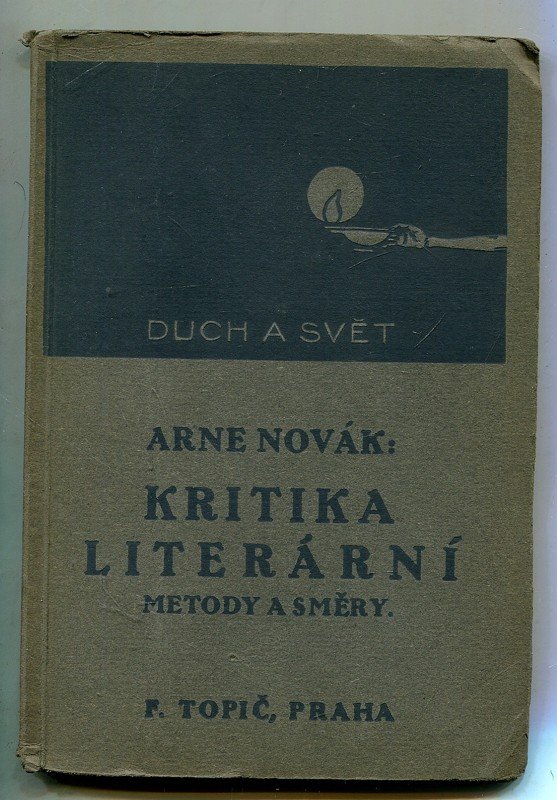 DUCH A SVĚT
ARNE NOVÁK:
KRITIKA
LITERÁRNÍ
METODY A SMĚRY.
F. TOPIČ, PRAHA